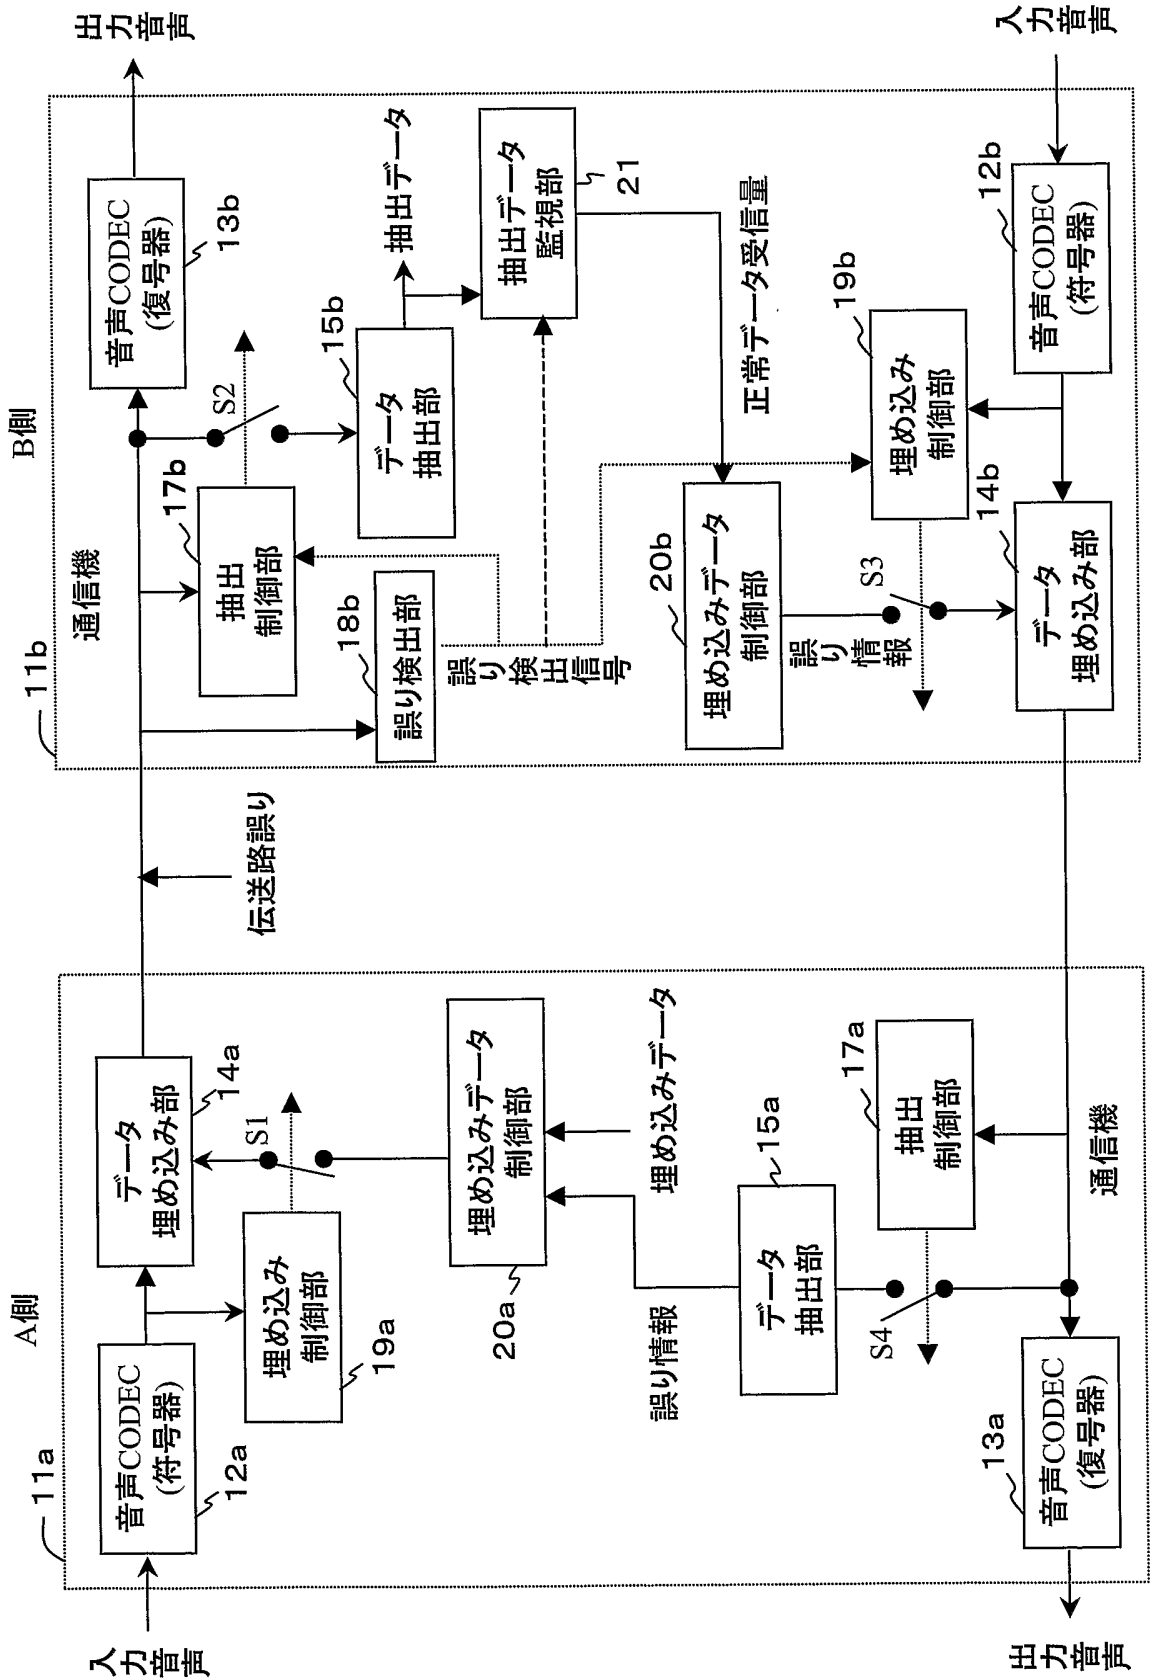 A側
11a
入力音声
音声CODEC
(符号器)
12a
データ
埋め込み部
14a
埋め込み
制御部
19a
S1
埋め込みデータ
制御部
20a
埋め込みデータ
誤り情報
データ
抽出部
15a
抽出
制御部
17a
S4
音声CODEC
(復号器)
13a
通信機
出力音声
伝送路誤り
B側
11b
通信機
音声CODEC
(復号器)
13b
出力音声
抽出
制御部
17b
S2
誤り検出部
18b
データ
抽出部
15b
抽出データ
抽出データ
監視部
21
誤り検出信号
正常データ受信量
埋め込みデータ
制御部
20b
誤り情報
S3
埋め込み
制御部
19b
データ
埋め込み部
14b
音声CODEC
(符号器)
12b
入力音声